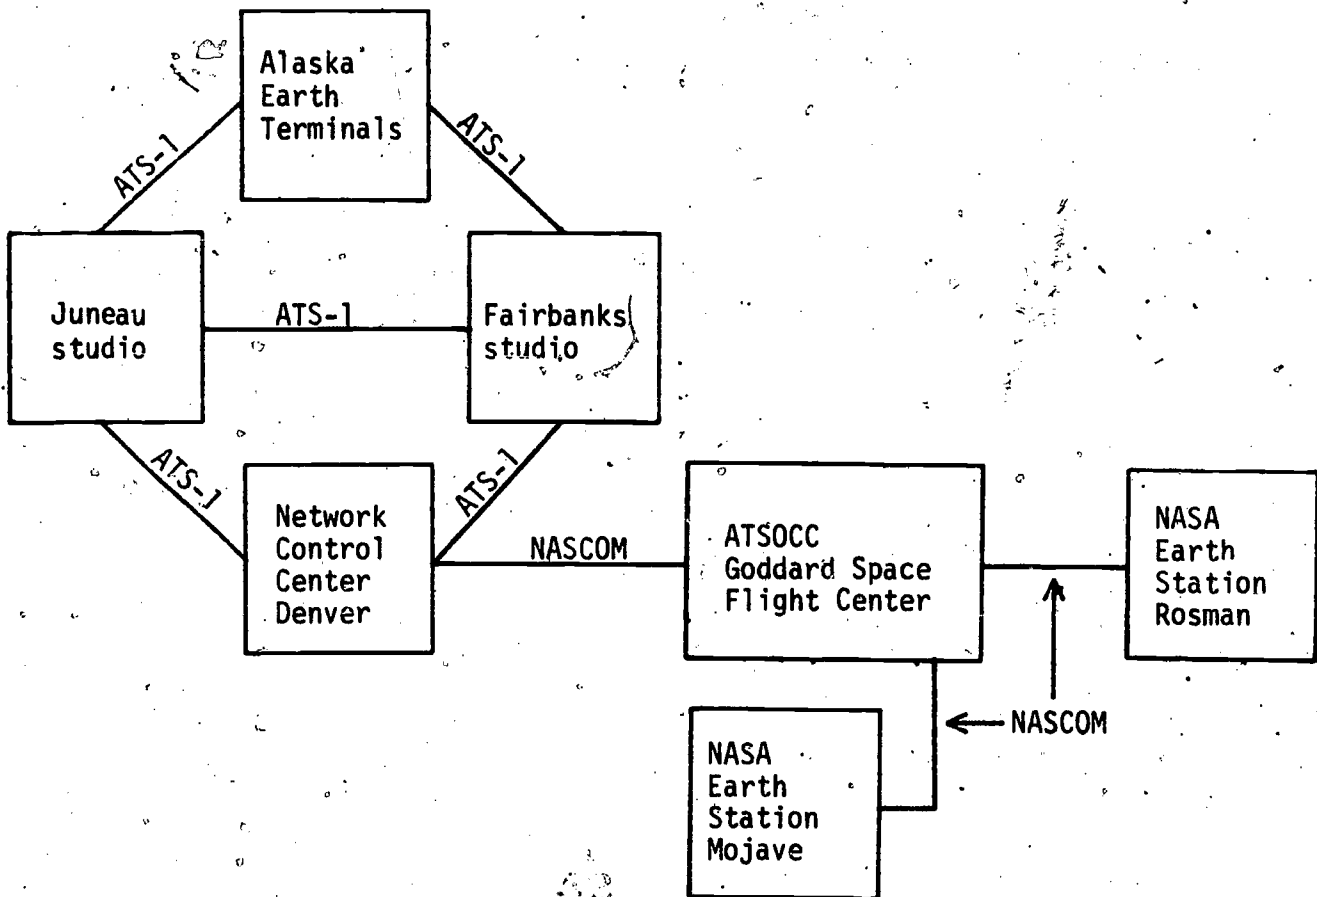 Alaska
Earth
Terminals
ATS-1
ATS-1
Juneau
studio
ATS-1
Fairbanks
studio
ATS-1
ATS-1
Network
Control
Center
Denver
NASCOM
ATSOCC
Goddard Space
Flight Center
NASA
Earth
Station
Rosman
NASCOM
NASA
Earth
Station
Mojave